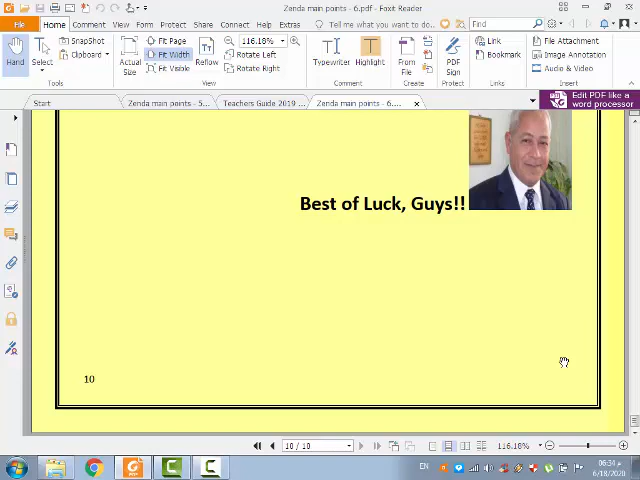 Zenda main points - 6.pdf - Foxit Reader
File Home Comment View Form Protect Share Connect Help Extras Tell me what you want to do... Find
Hand
Select
SnapShot
Clipboard
Actual Size
Fit Page
Fit Width
Fit Visible
Reflow
116.18%
Rotate Left
Rotate Right
Typewriter
Highlight
From File
PDF Sign
Link
Bookmark
File Attachment
Image Annotation
Audio & Video
Tools View Comment Create Protect Links Insert
Start Zenda main points - 5... Teachers Guide 2019 ... Zenda main points - 6....
Edit PDF like a word processor
Best of Luck, Guys!!
10
10 / 10 116.18%
EN 06:34 م
6/18/2020